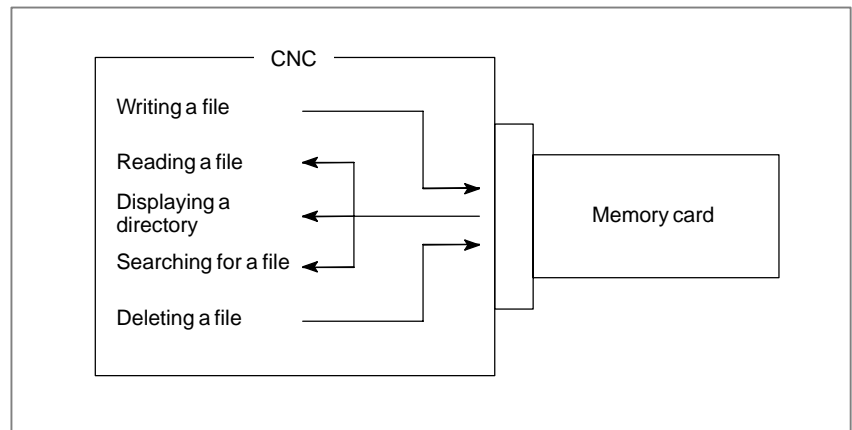 CNC
Writing a file
Reading a file
Displaying a
directory
Searching for a file
Deleting a file
Memory card